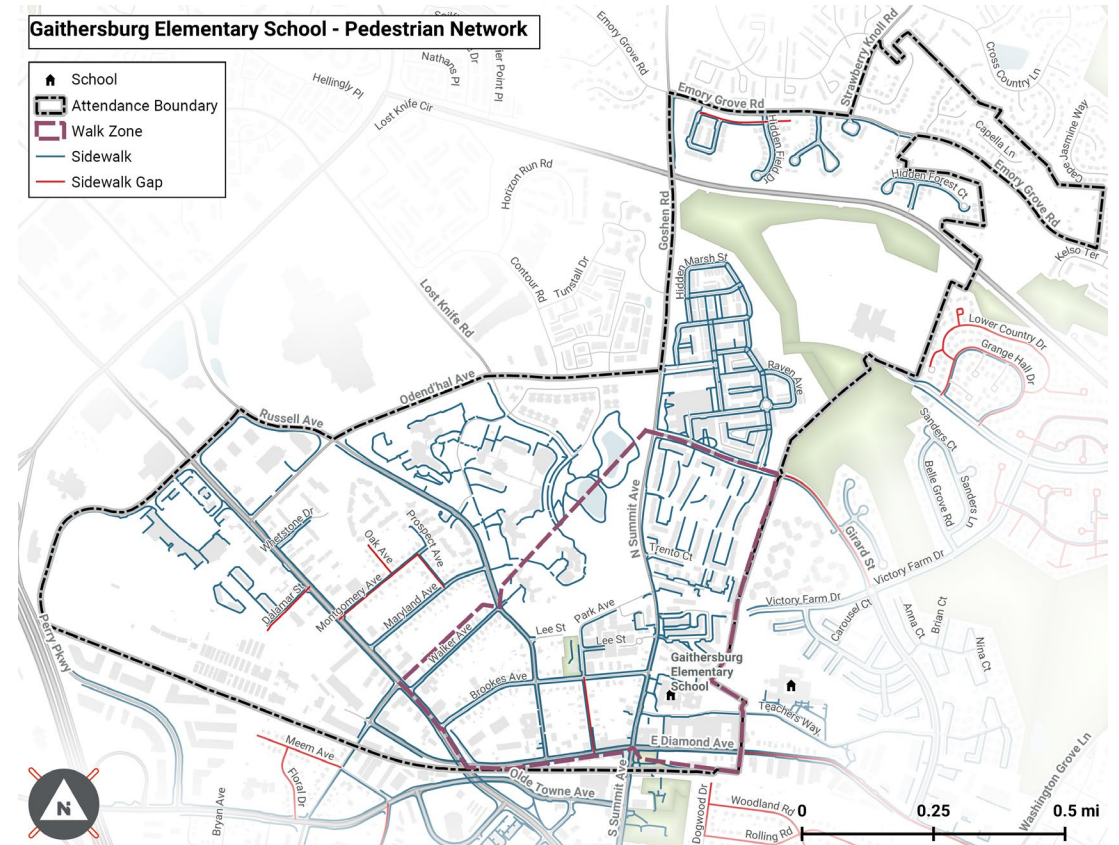 Gaithersburg Elementary School - Pedestrian Network
School
Attendance Boundary
Walk Zone
Sidewalk
Sidewalk Gap
Nathans Pl
Dr
ier Point Pl
Hellingly Pl
Lost Knife Cir
Emory Grove Rd
Strawberry Knoll Rd
Cross Country Ln
Emory Grove Rd
Hidden Field Dr
Capella Ln
Cape Jasmine Way
Horizon Run Rd
Hidden Forest Ct
Emory Grove Rd
Goshen Rd
Kelso Ter
Contour Rd
Tunstall Dr
Hidden Marsh St
Lost Knife Rd
Lower Country Dr
Grange Hall Dr
Raven Ave
Odend'hal Ave
Russell Ave
Sanders Ct
Belle Grove Rd
Sanders Ln
N Summit Ave
Whetstone Dr
Oak Ave
Prospect Ave
Girard St
Trento Ct
Victory Farm Dr
Dalamar St
Montgomery Ave
Maryland Ave
Victory Farm Dr
Carousel Ct
Anna Ct
Brian Ct
Park Ave
Lee St
Lee St
Walker Ave
Nina Ct
Perry Pkwy
Gaithersburg
Elementary
School
Brookes Ave
Teachers Way
E Diamond Ave
Meem Ave
Floral Dr
Olde Towne Ave
S Summit Ave
Washington Grove Ln
Bryan Ave
Dogwood Dr
Woodland Rd
Rolling Rd
N
0 0.25 0.5 mi